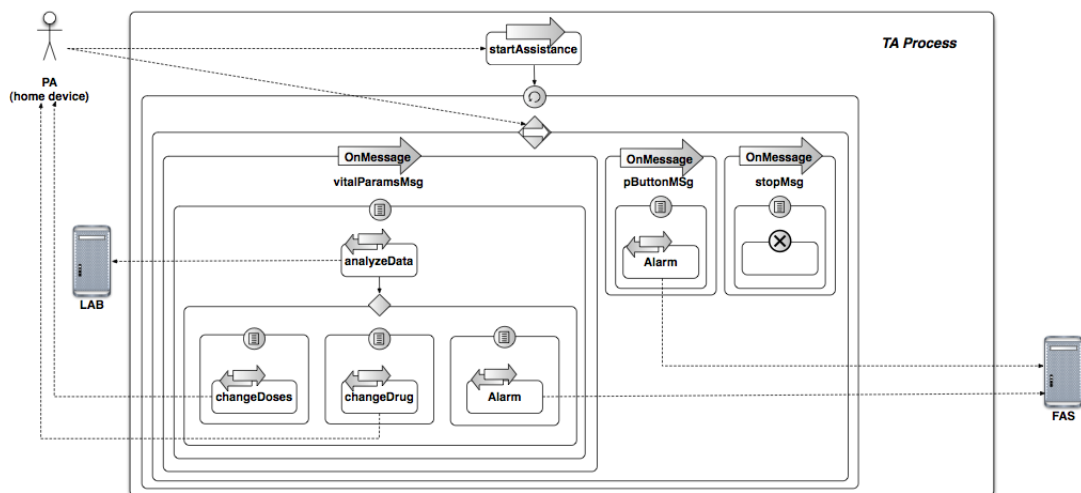 TA Process
startAssistance
PA
(home device)
OnMessage
vitalParamsMsg
OnMessage
pButtonMSg
OnMessage
stopMsg
analyzeData
Alarm
LAB
changeDoses
changeDrug
Alarm
FAS